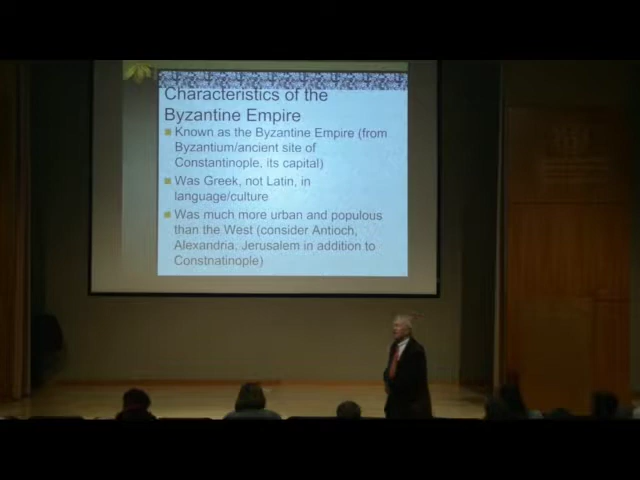 Characteristics of the
Byzantine Empire
Known as the Byzantine Empire (from
Byzantium/ancient site of
Constantinople, its capital)
Was Greek, not Latin, in
language/culture
Was much more urban and populous
than the West (consider Antioch,
Alexandria, Jerusalem in addition to
Constnatinople)